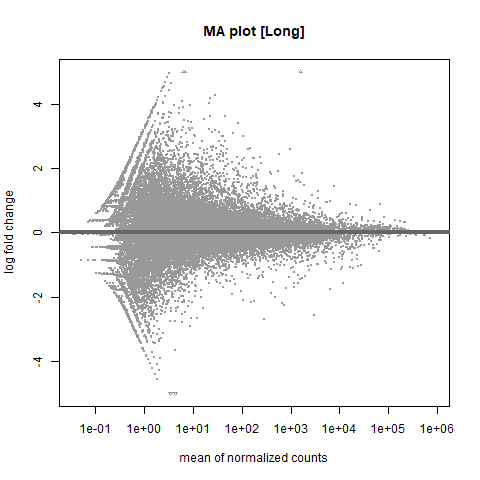 MA plot [Long]
log fold change
4
2
0
-2
-4
1e-01 1e+00 1e+01 1e+02 1e+03 1e+04 1e+05 1e+06
mean of normalized counts